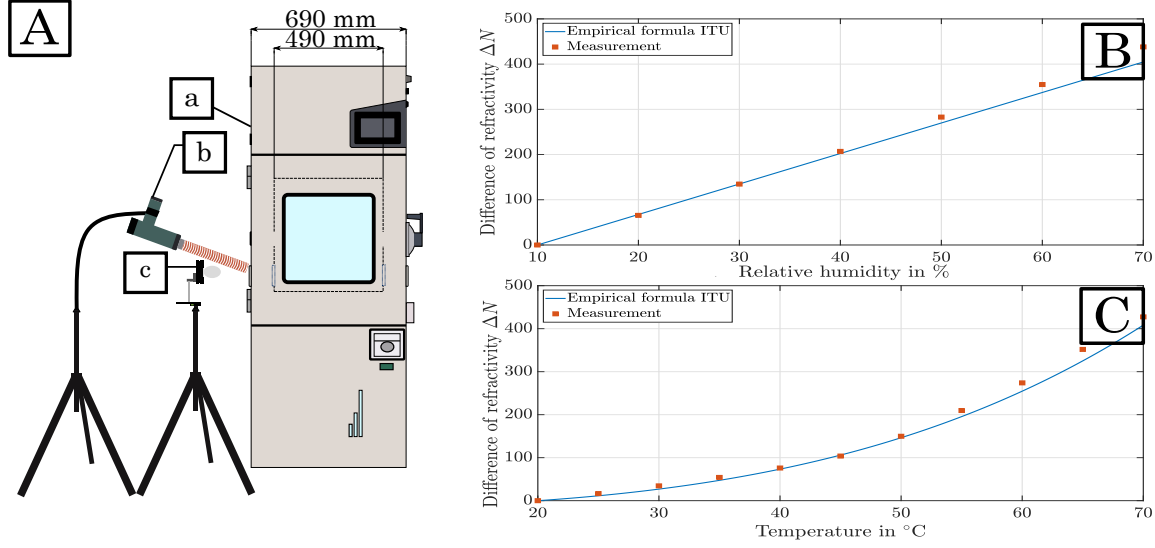 A
690 mm
490 mm
a
b
c
B
Empirical formula ITU
Measurement
Difference of refractivity ΔN
500
400
300
200
100
0
10 20 30 40 50 60 70
Relative humidity in %
C
Empirical formula ITU
Measurement
Difference of refractivity ΔN
500
400
300
200
100
0
20 30 40 50 60 70
Temperature in °C